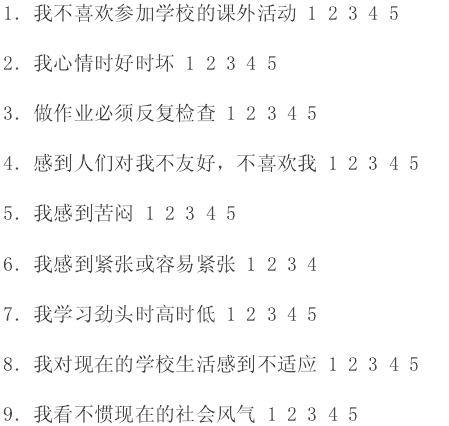 1. 我不喜欢参加学校的课外活动 1 2 3 4 5
2. 我心情时好时坏 1 2 3 4 5
3. 做作业必须反复检查 1 2 3 4 5
4. 感到人们对我不友好，不喜欢我 1 2 3 4 5
5. 我感到苦闷 1 2 3 4 5
6. 我感到紧张或容易紧张 1 2 3 4
7. 我学习劲头时高时低 1 2 3 4 5
8. 我对现在的学校生活感到不适应 1 2 3 4 5
9. 我看不惯现在的社会风气 1 2 3 4 5